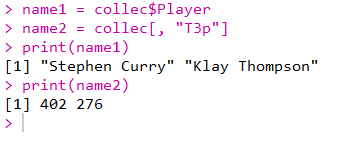 > name1 = collec$Player
> name2 = collec[, "T3p"]
> print(name1)
[1] "Stephen Curry" "Klay Thompson"
> print(name2)
[1] 402 276
>